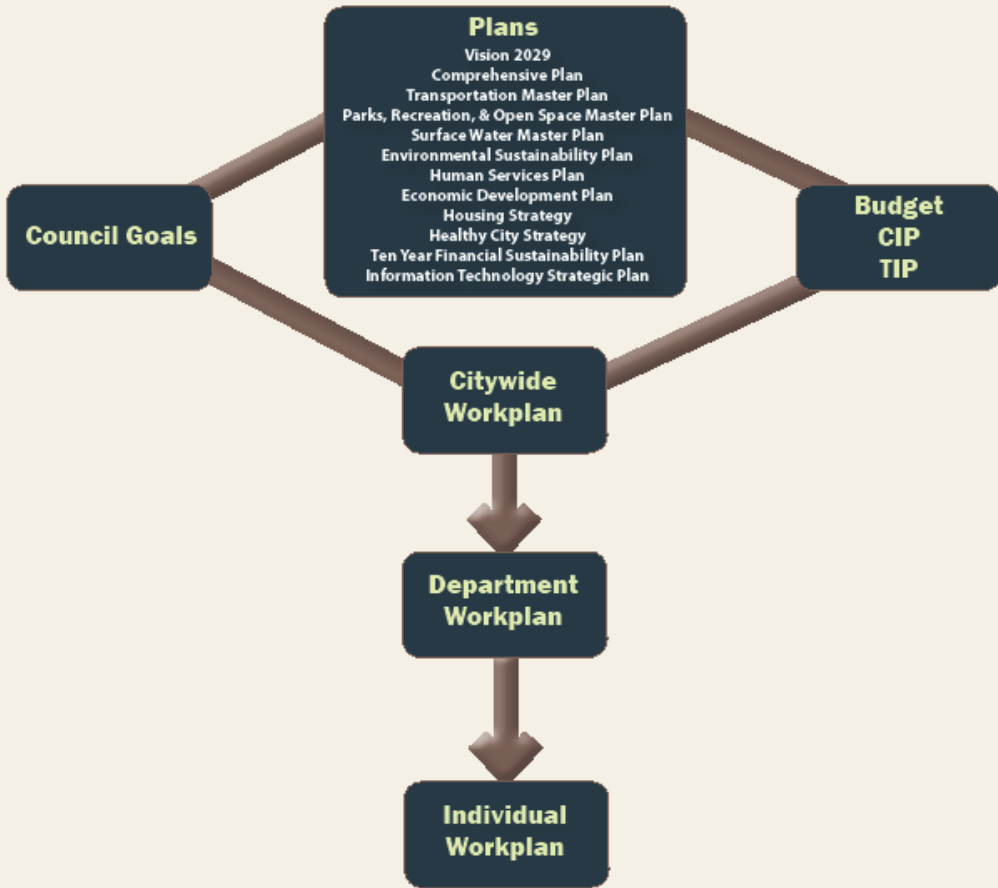 Plans
Vision 2029
Comprehensive Plan
Transportation Master Plan
Parks, Recreation, & Open Space Master Plan
Surface Water Master Plan
Environmental Sustainability Plan
Human Services Plan
Economic Development Plan
Housing Strategy
Healthy City Strategy
Ten Year Financial Sustainability Plan
Information Technology Strategic Plan
Council Goals
Budget
CIP
TIP
Citywide
Workplan
Department
Workplan
Individual
Workplan